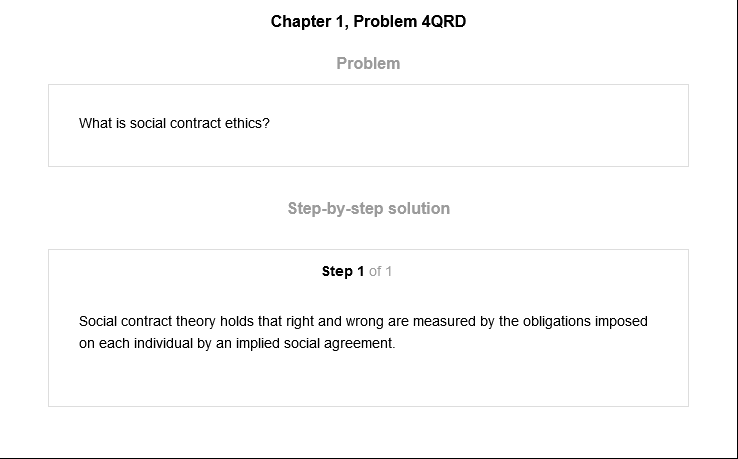 Chapter 1, Problem 4QRD
Problem
What is social contract ethics?
Step-by-step solution
Step 1 of 1
Social contract theory holds that right and wrong are measured by the obligations imposed
on each individual by an implied social agreement.